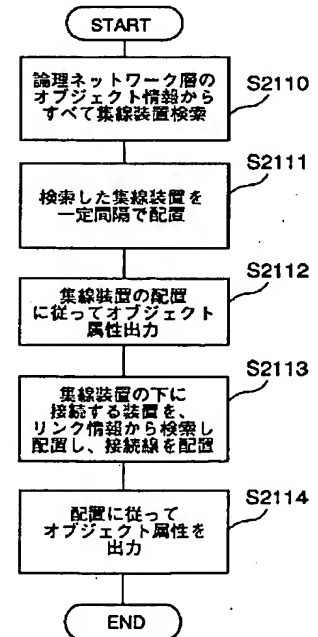 START
論理ネットワーク層の
オブジェクト情報から
すべて集線装置検索
S2110
検索した集線装置を
一定間隔で配置
S2111
集線装置の配置
に従ってオブジェクト
属性出力
S2112
集線装置の下に
接続する装置を、
リンク情報から検索し
配置し、接続線を配置
S2113
配置に従って
オブジェクト属性を
出力
S2114
END